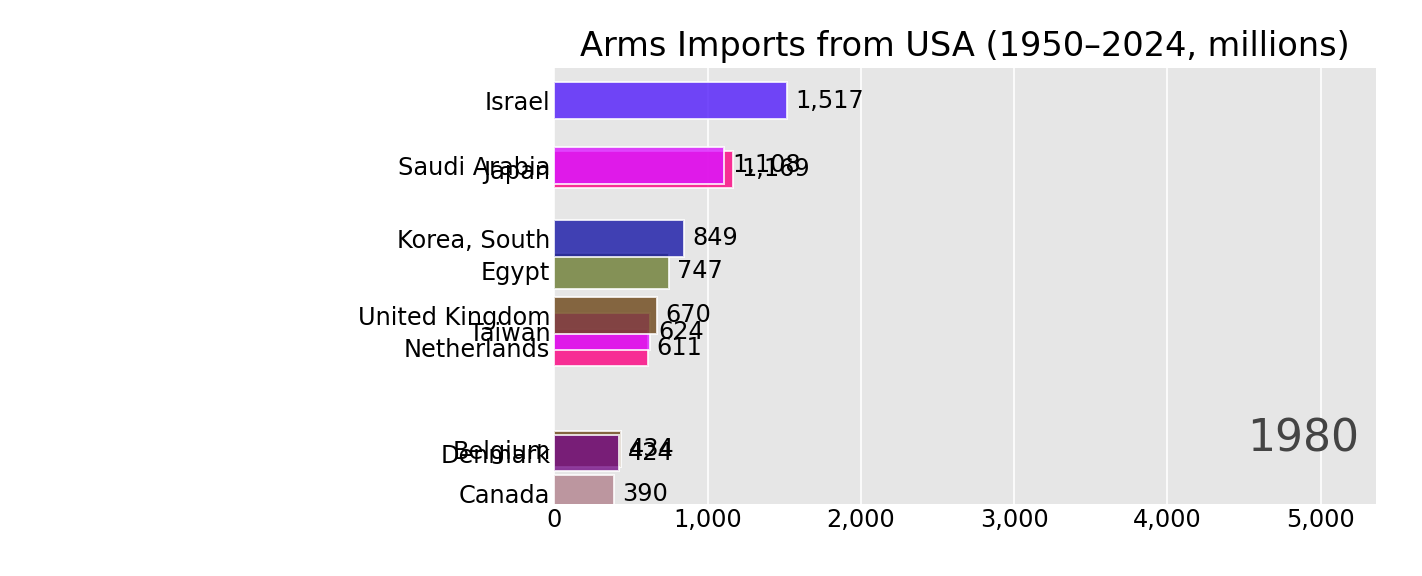 Arms Imports from USA (1950–2024, millions)
Israel 1,517
Saudi Arabia 1,108
Japan 1,169
Korea, South 849
Egypt 747
United Kingdom 670
Taiwan 624
Netherlands 611
1980
Belgium 434
Denmark 424
Canada 390
0 1,000 2,000 3,000 4,000 5,000